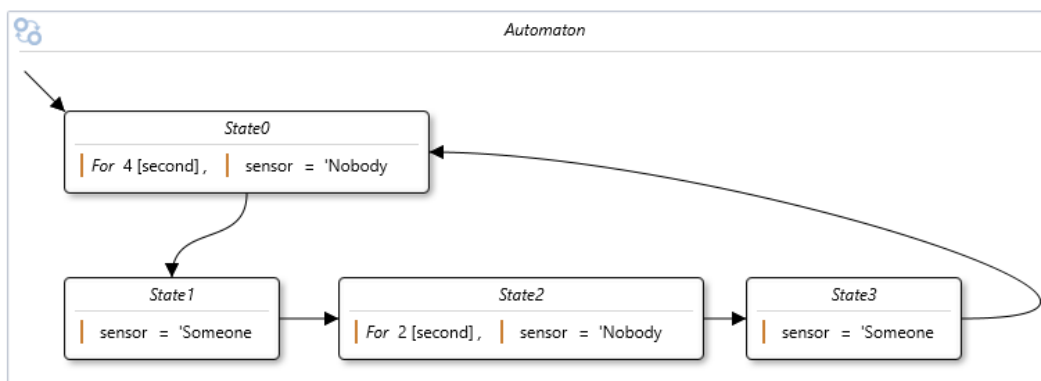 Automaton
State0
For 4 [second] , sensor = 'Nobody
State1
sensor = 'Someone
State2
For 2 [second] , sensor = 'Nobody
State3
sensor = 'Someone